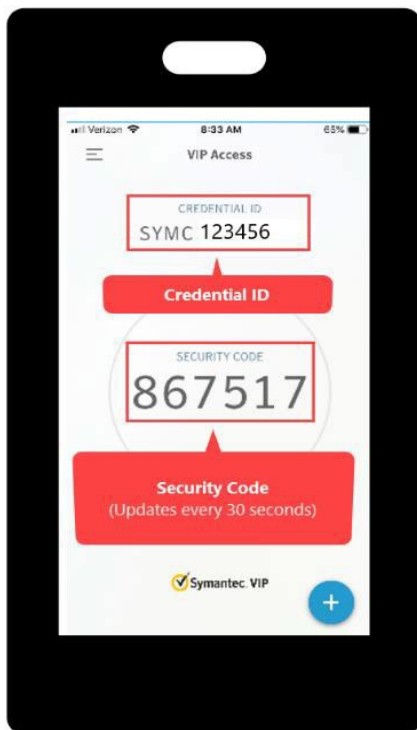 Verizon 8:33 AM 65%
VIP Access
CREDENTIAL ID
SYMC 123456
Credential ID
SECURITY CODE
867517
Security Code
(Updates every 30 seconds)
Symantec. VIP
+